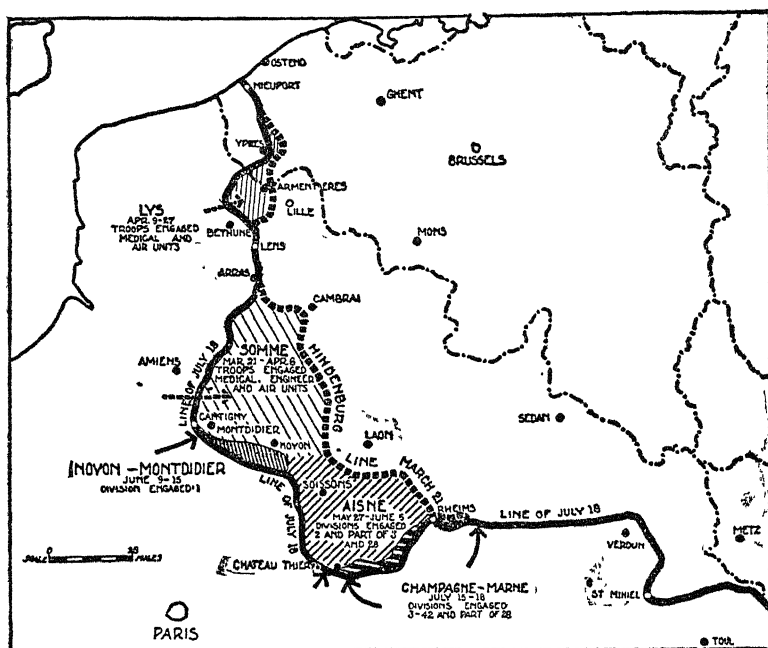 OSTEND
NIEUPORT
GHENT
YPRES
BRUSSELS
ARMENTIERES
LILLE
LYS
APR. 9-27
TROOPS ENGAGED
MEDICAL AND
AIR UNITS
BETHUNE
MONS
LENS
ARRAS
CAMBRAI
SOMME
MAR. 21-APR. 6
TROOPS ENGAGED
MEDICAL, ENGINEER
AND AIR UNITS
AMIENS
LINE OF JULY 18
HINDENBURG
LINE
MARCH 21
CANTIGNY
MONTDIDIER
NOYON
LAON
SEDAN
NOYON-MONTDIDIER
JUNE 9-15
DIVISION ENGAGED-1
LINE OF JULY 18
SOISSONS
AISNE
MAY 27-JUNE 5
DIVISIONS ENGAGED
2 AND PART OF 3
AND 28
RHEIMS
LINE OF JULY 18
VERDUN
METZ
0 25
SCALE MILES
CHATEAU THIERRY
CHAMPAGNE-MARNE
JULY 15-18
DIVISIONS ENGAGED
3-42 AND PART OF 28
ST MIHIEL
PARIS
TOUL